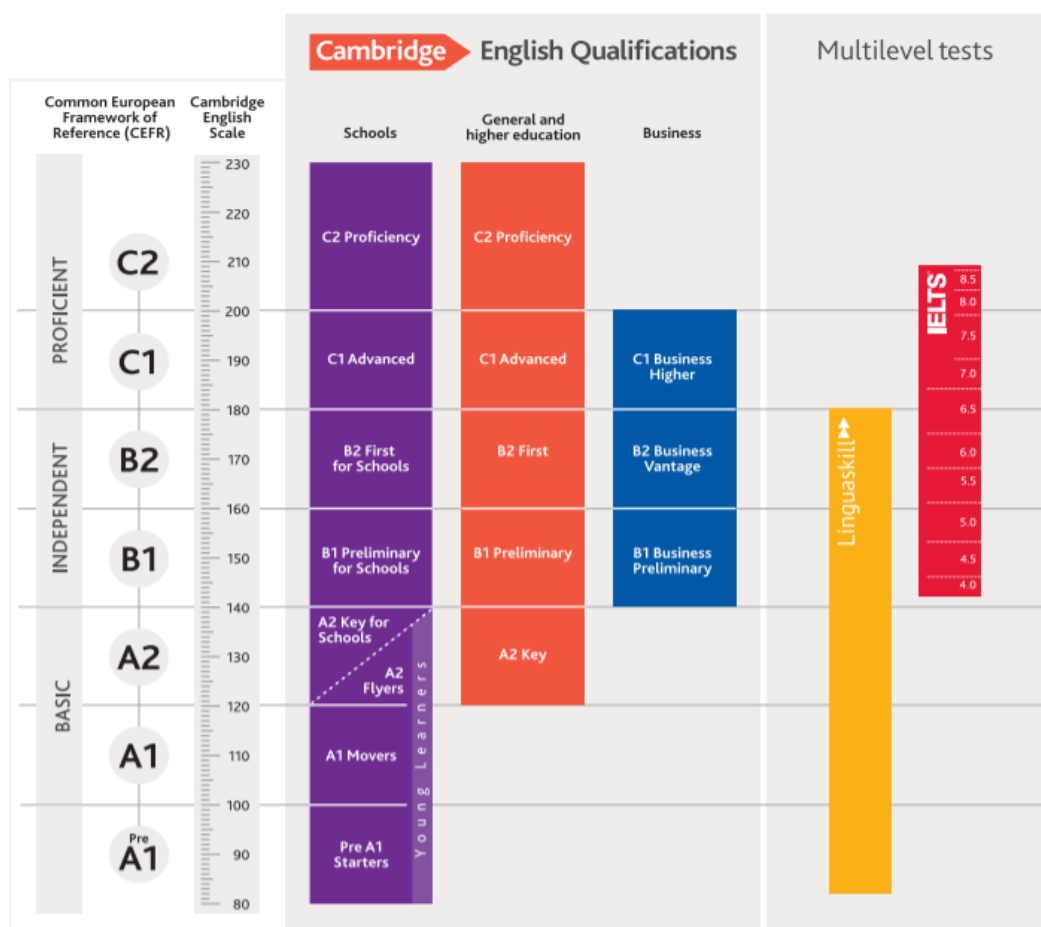 Cambridge English Qualifications
Multilevel tests
Common European
Framework of
Reference (CEFR)
Cambridge
English
Scale
Schools
General and
higher education
Business
PROFICIENT
INDEPENDENT
BASIC
C2
C1
B2
B1
A2
A1
Pre
A1
230
220
210
200
190
180
170
160
150
140
130
120
110
100
90
80
C2 Proficiency
C1 Advanced
B2 First
for Schools
B1 Preliminary
for Schools
A2 Key for
Schools
A2
Flyers
A1 Movers
Pre A1
Starters
Young Learners
C2 Proficiency
C1 Advanced
B2 First
B1 Preliminary
A2 Key
C1 Business
Higher
B2 Business
Vantage
B1 Business
Preliminary
Linguaskill
IELTS
8.5
8.0
7.5
7.0
6.5
6.0
5.5
5.0
4.5
4.0